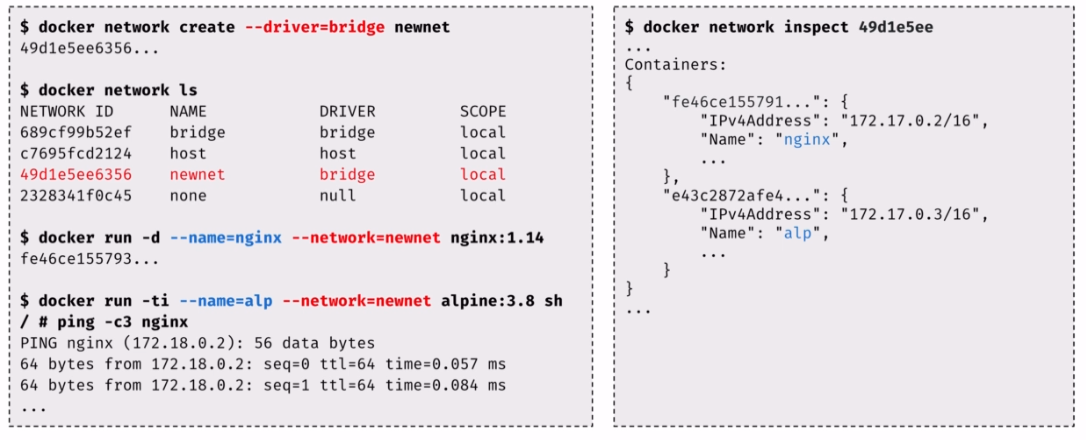 $ docker network create --driver=bridge newnet
49d1e5ee6356...
$ docker network ls
NETWORK ID NAME DRIVER SCOPE
689cf99b52ef bridge bridge local
c7695fcd2124 host host local
49d1e5ee6356 newnet bridge local
2328341f0c45 none null local
$ docker run -d --name=nginx --network=newnet nginx:1.14
fe46ce155793...
$ docker run -ti --name=alp --network=newnet alpine:3.8 sh
/ # ping -c3 nginx
PING nginx (172.18.0.2): 56 data bytes
64 bytes from 172.18.0.2: seq=0 ttl=64 time=0.057 ms
64 bytes from 172.18.0.2: seq=1 ttl=64 time=0.084 ms
...
$ docker network inspect 49d1e5ee
...
Containers:
{
"fe46ce155791...": {
"IPv4Address": "172.17.0.2/16",
"Name": "nginx",
...
},
"e43c2872afe4...": {
"IPv4Address": "172.17.0.3/16",
"Name": "alp",
...
}
}
...